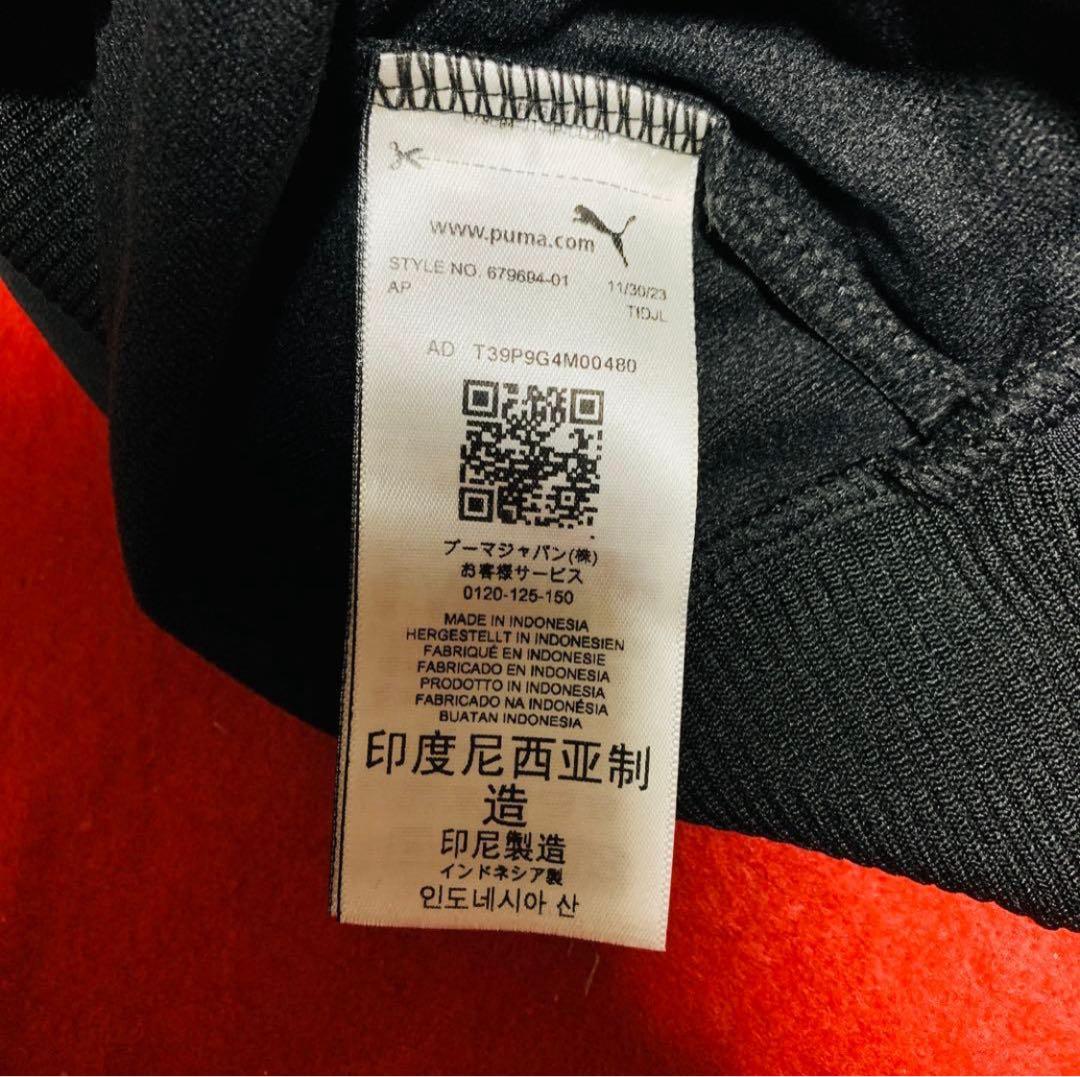 www.puma.com
STYLE NO. 679694-01 11/30/23
AP TIDJL
AD T39P9G4M00480
プーマジャパン(株)
お客様サービス
0120-125-150
MADE IN INDONESIA
HERGESTELLT IN INDONESIEN
FABRIQUÉ EN INDONESIE
FABRICADO EN INDONESIA
PRODOTTO IN INDONESIA
FABRICADO NA INDONÉSIA
BUATAN INDONESIA
印度尼西亚制
造
印尼製造
インドネシア製
인도네시아 산